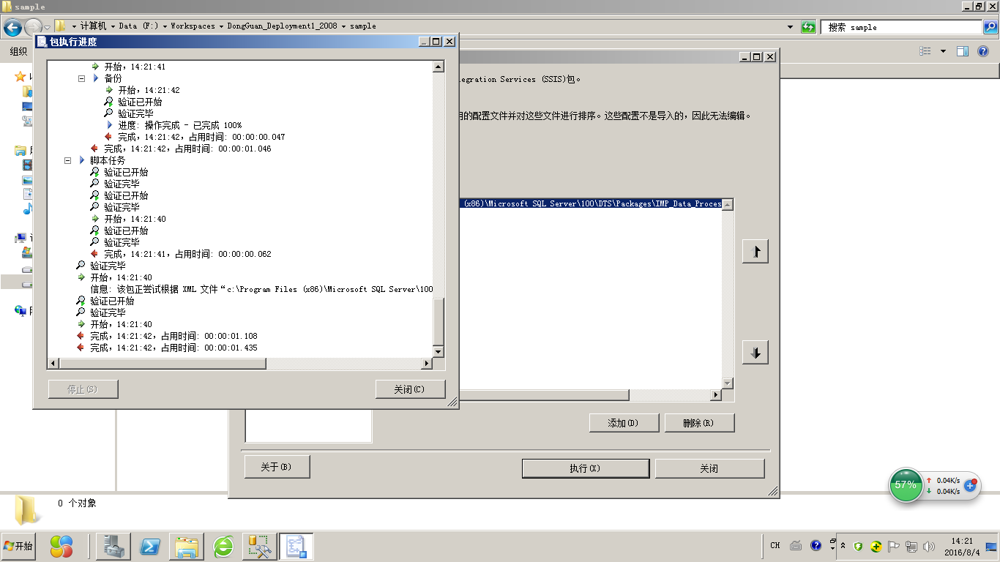 sample
计算机 Data (F:) Workspaces DongGuan_Deployment1_2008 sample
搜索 sample
组织
包执行进度
开始, 14:21:41
备份
开始, 14:21:42
验证已开始
验证完毕
进度: 操作完成 - 已完成 100%
完成, 14:21:42, 占用时间: 00:00:00.047
完成, 14:21:42, 占用时间: 00:00:01.046
脚本任务
验证已开始
验证完毕
验证已开始
验证完毕
开始, 14:21:40
验证已开始
验证完毕
完成, 14:21:41, 占用时间: 00:00:00.062
验证完毕
开始, 14:21:40
信息: 该包正尝试根据 XML 文件“c:\Program Files (x86)\Microsoft SQL Server\100
验证已开始
验证完毕
开始, 14:21:40
完成, 14:21:42, 占用时间: 00:00:01.108
完成, 14:21:42, 占用时间: 00:00:01.435
停止(S)
关闭(C)
egration Services (SSIS)包。
的配置文件并对这些文件进行排序。这些配置不是导入的，因此无法编辑。
(x86)\Microsoft SQL Server\100\DTS\Packages\IMP_Data_Proces
添加(D)
删除(R)
关于(B)
执行(X)
关闭
57%
0.04K/s
0.04K/s
0 个对象
开始
CH
14:21
2016/8/4